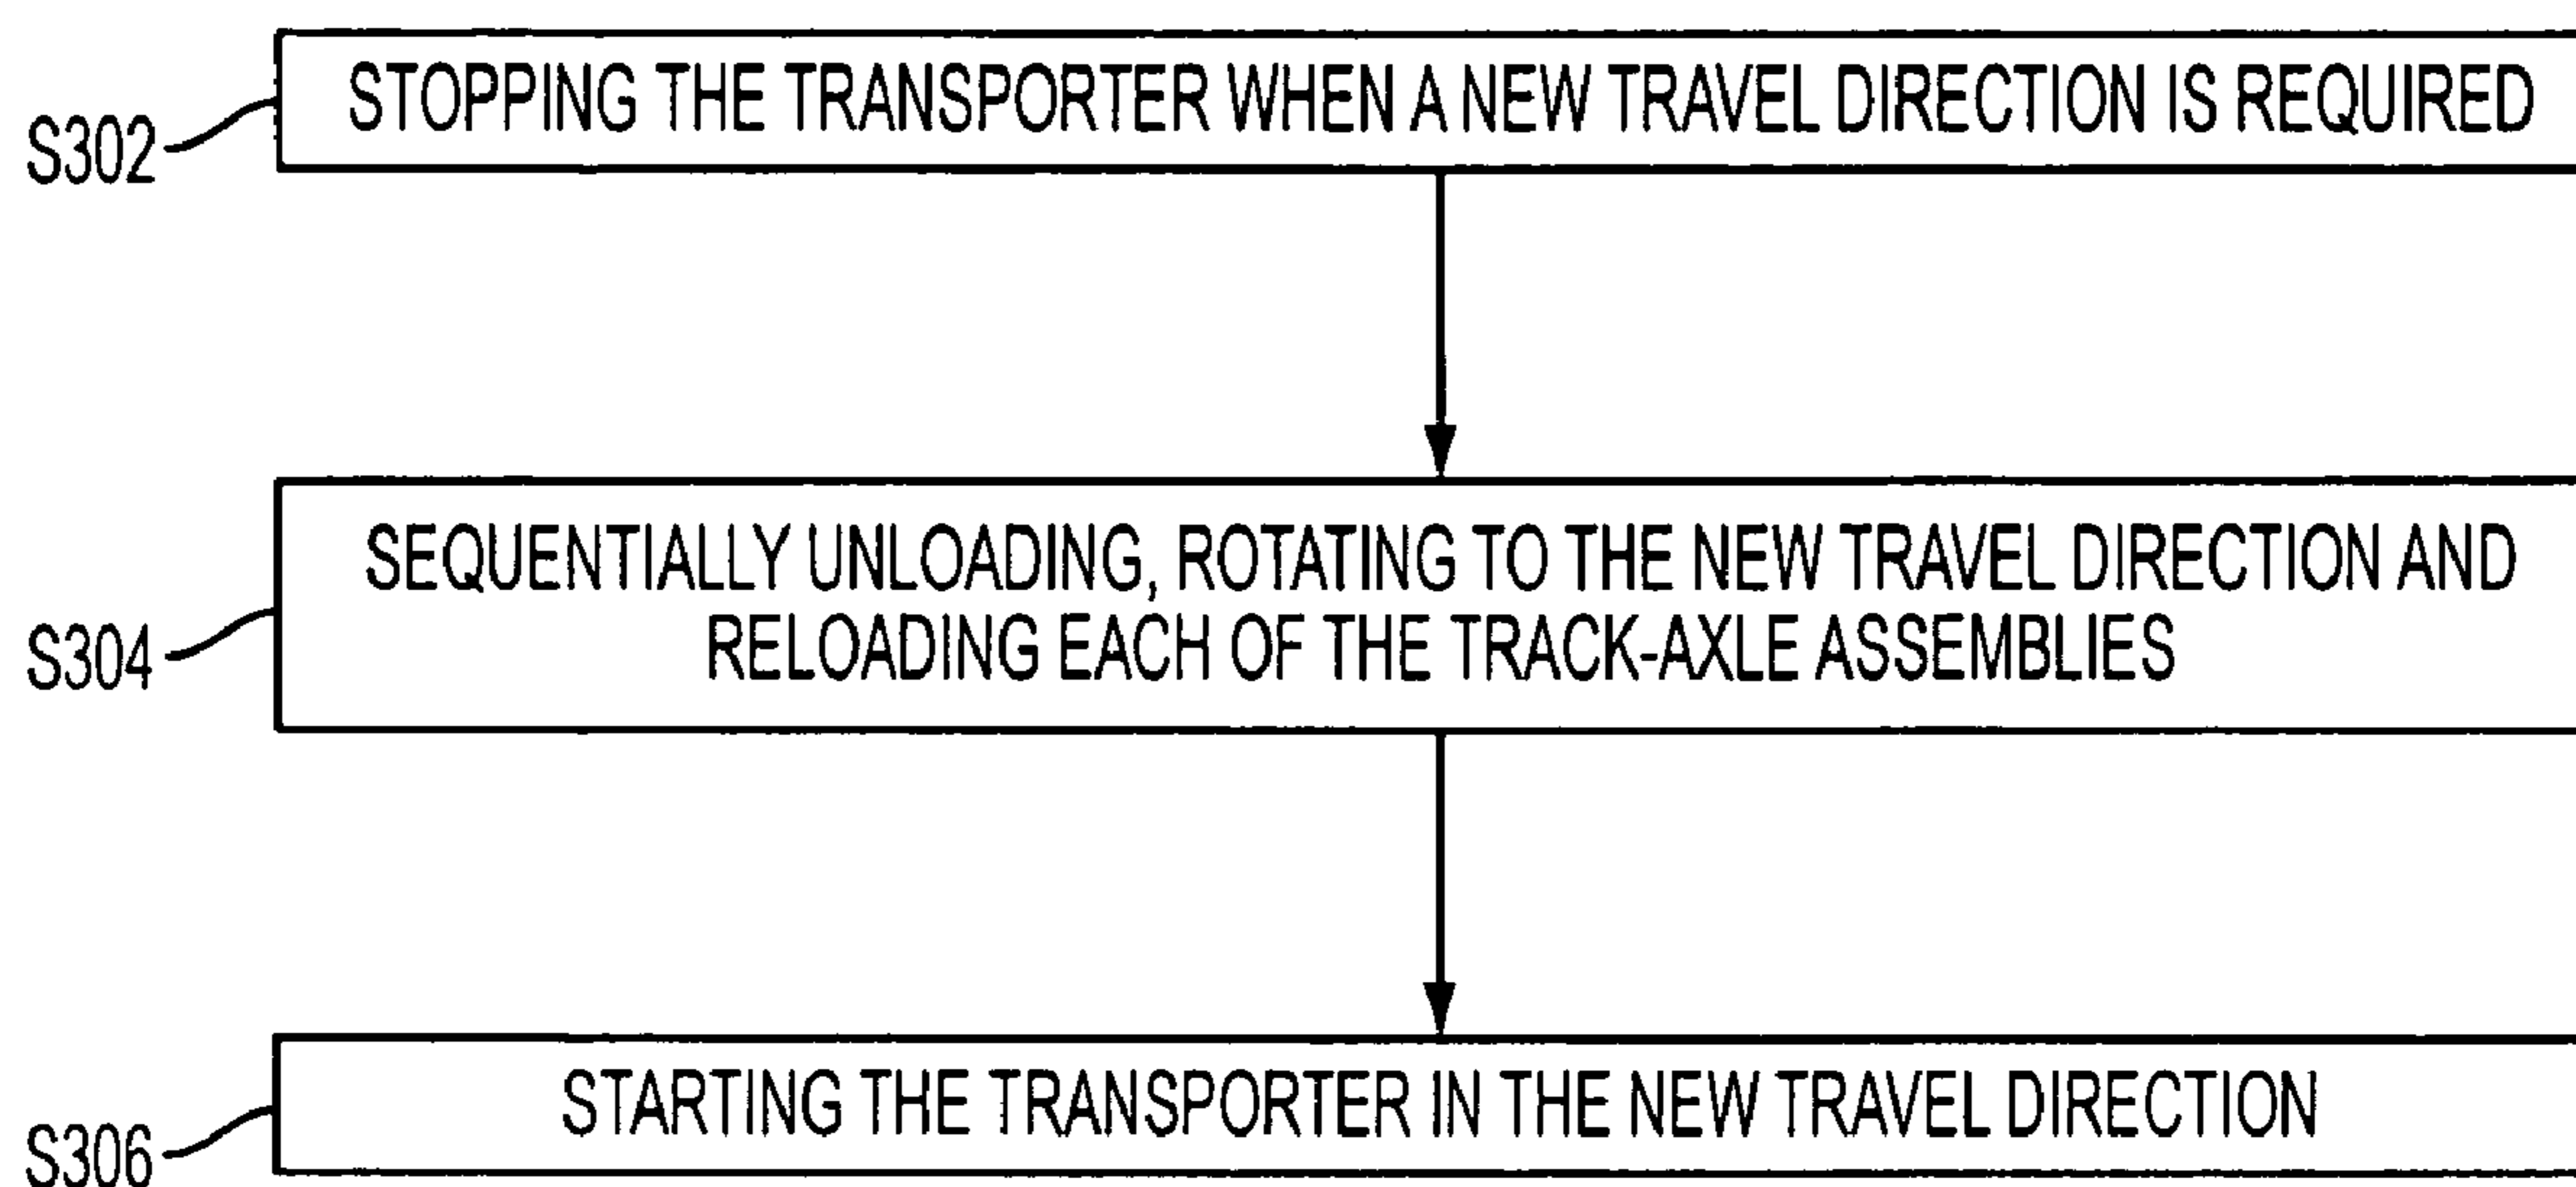 STOPPING THE TRANSPORTER WHEN A NEW TRAVEL DIRECTION IS REQUIRED
S302
SEQUENTIALLY UNLOADING, ROTATING TO THE NEW TRAVEL DIRECTION AND
RELOADING EACH OF THE TRACK-AXLE ASSEMBLIES
S304
STARTING THE TRANSPORTER IN THE NEW TRAVEL DIRECTION
S306